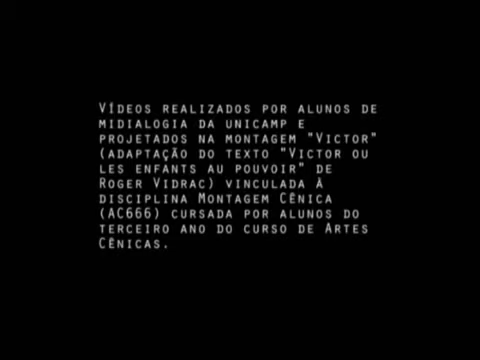 VÍDEOS REALIZADOS POR ALUNOS DE
MIDIALOGIA DA UNICAMP E
PROJETADOS NA MONTAGEM "VICTOR"
(ADAPTAÇÃO DO TEXTO "VICTOR OU
LES ENFANTS AU POUVOIR" DE
ROGER VIDRAC) VINCULADA À
DISCIPLINA MONTAGEM CÊNICA
(AC666) CURSADA POR ALUNOS DO
TERCEIRO ANO DO CURSO DE ARTES
CÊNICAS.